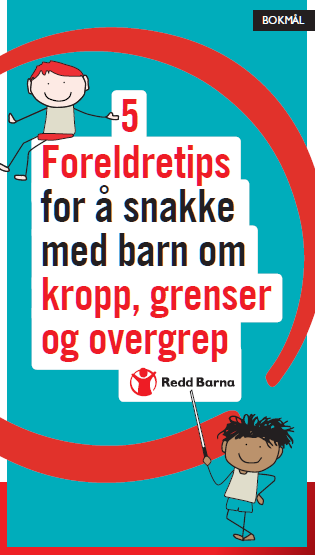 BOKMÅL
5
Foreldretips
for å snakke
med barn om
kropp, grenser
og overgrep
Redd Barna